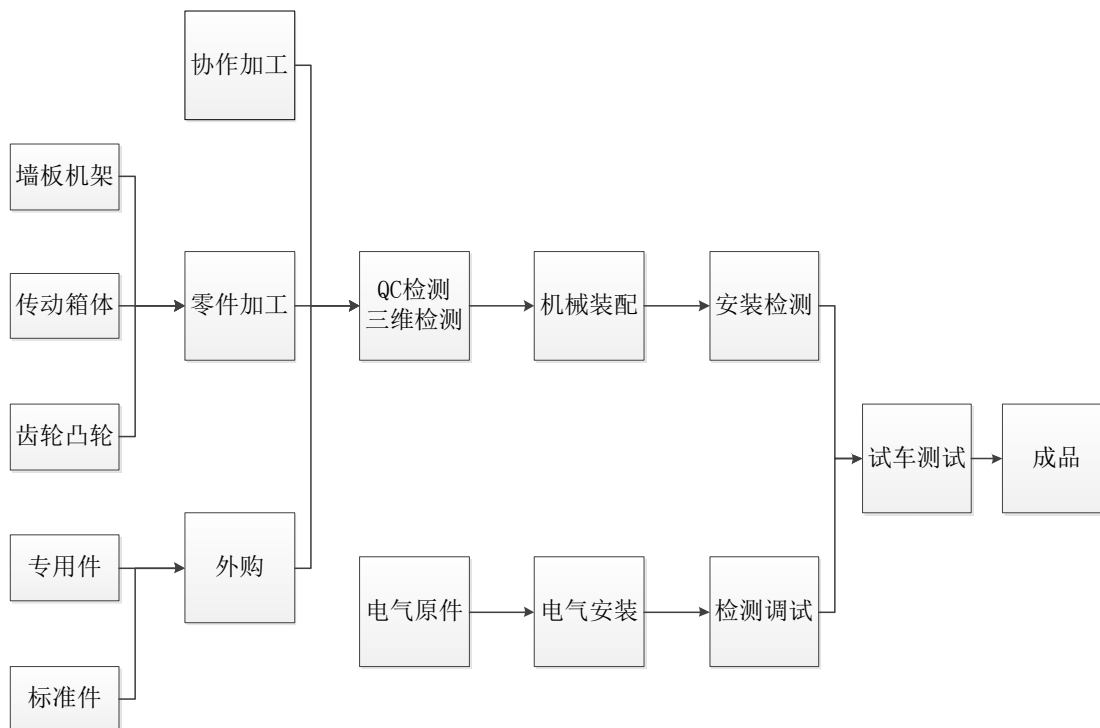 协作加工
墙板机架
传动箱体
零件加工
QC检测
三维检测
机械装配
安装检测
齿轮凸轮
试车测试
成品
专用件
外购
电气原件
电气安装
检测调试
标准件